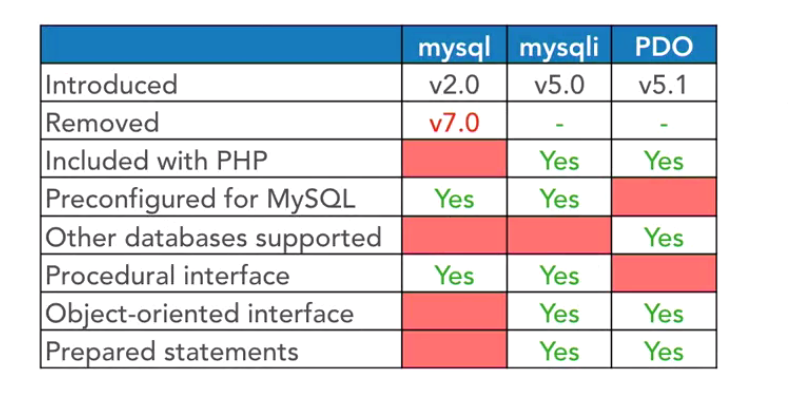 mysql mysqli PDO
Introduced v2.0 v5.0 v5.1
Removed v7.0 - -
Included with PHP Yes Yes
Preconfigured for MySQL Yes Yes
Other databases supported Yes
Procedural interface Yes Yes
Object-oriented interface Yes Yes
Prepared statements Yes Yes